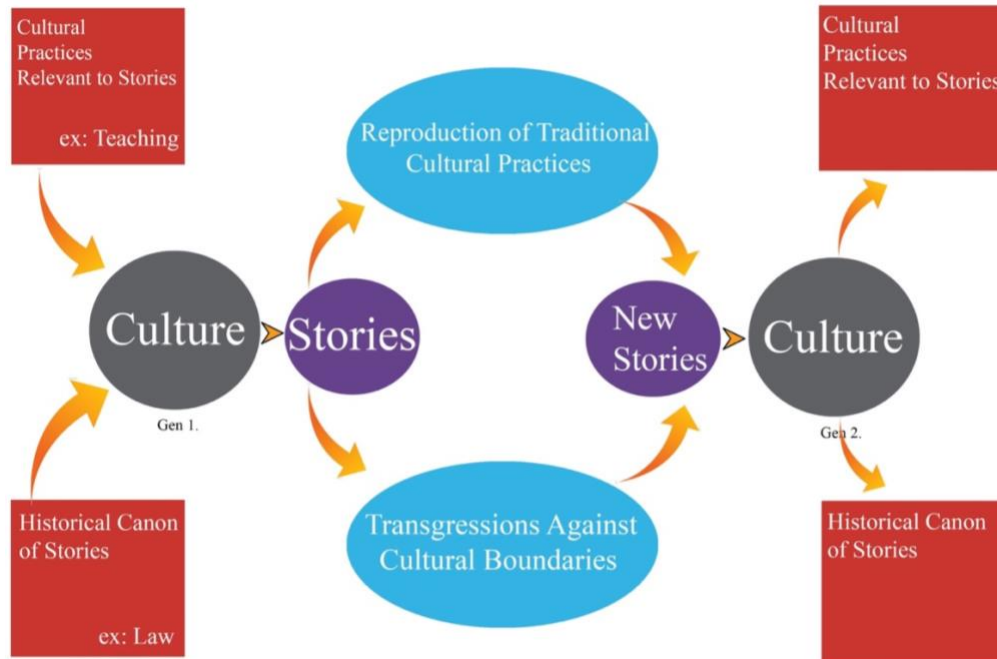 Cultural
Practices
Relevant to Stories
ex: Teaching
Culture
Gen 1.
Historical Canon
of Stories
ex: Law
Stories
Reproduction of Traditional
Cultural Practices
Transgressions Against
Cultural Boundaries
New
Stories
Culture
Gen 2.
Cultural
Practices
Relevant to Stories
Historical Canon
of Stories